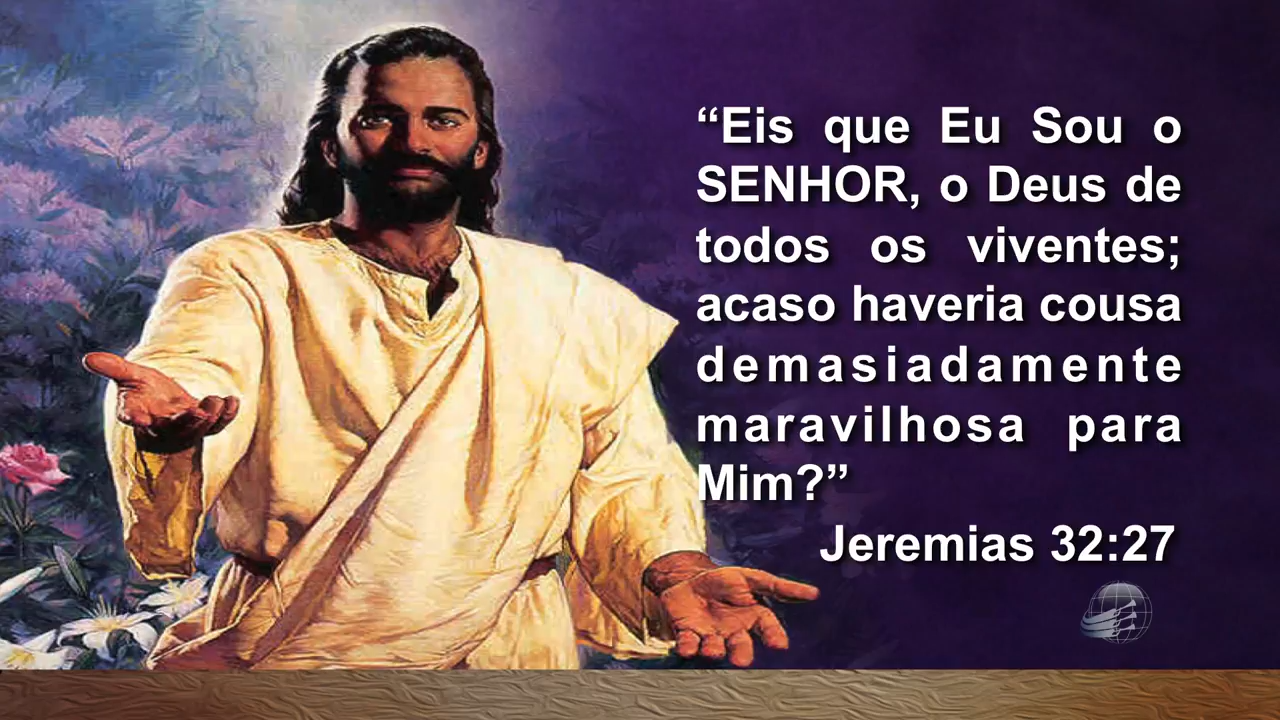 “Eis que Eu Sou o
SENHOR, o Deus de
todos os viventes;
acaso haveria cousa
demasiadamente
maravilhosa para
Mim?”
Jeremias 32:27